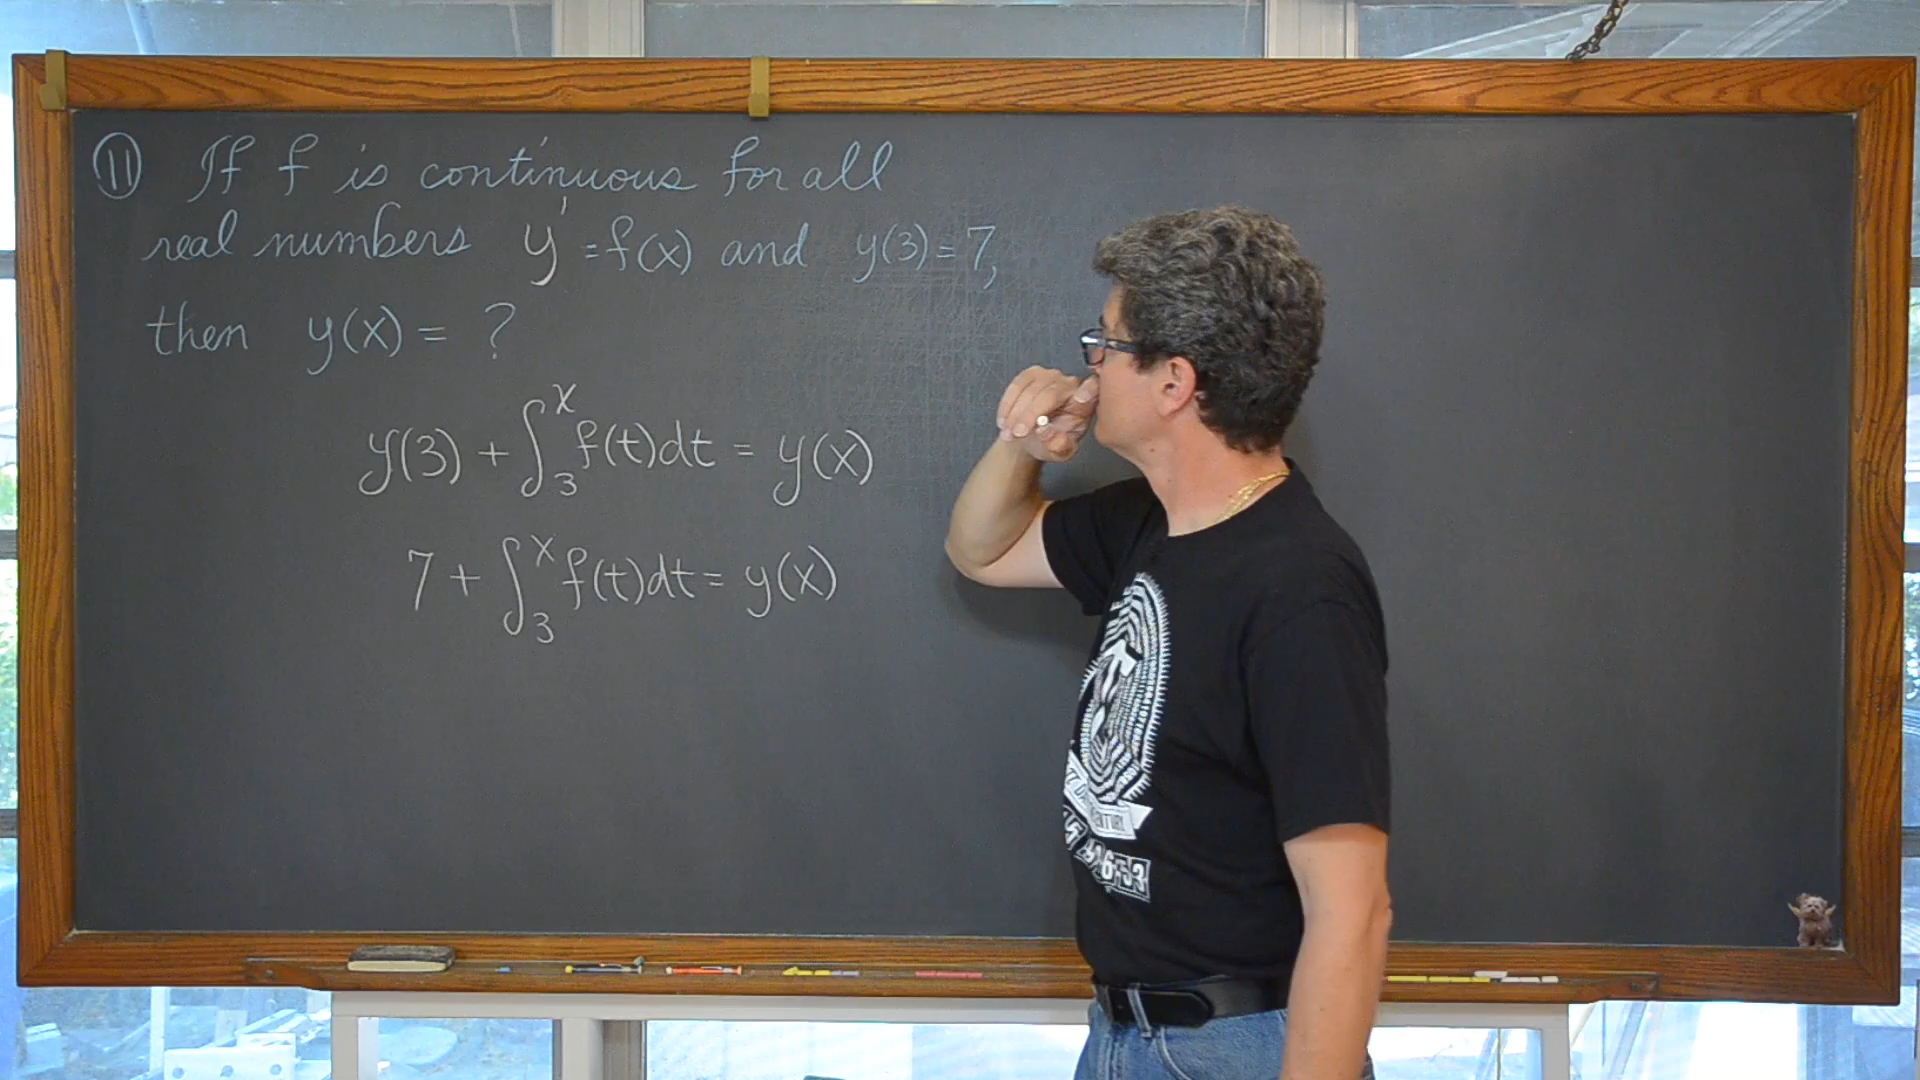 ⑪ If f is continuous for all
real numbers y' = f(x) and y(3) = 7,
then y(x) = ?
y(3) + ∫₃ˣ f(t)dt = y(x)
7 + ∫₃ˣ f(t)dt = y(x)